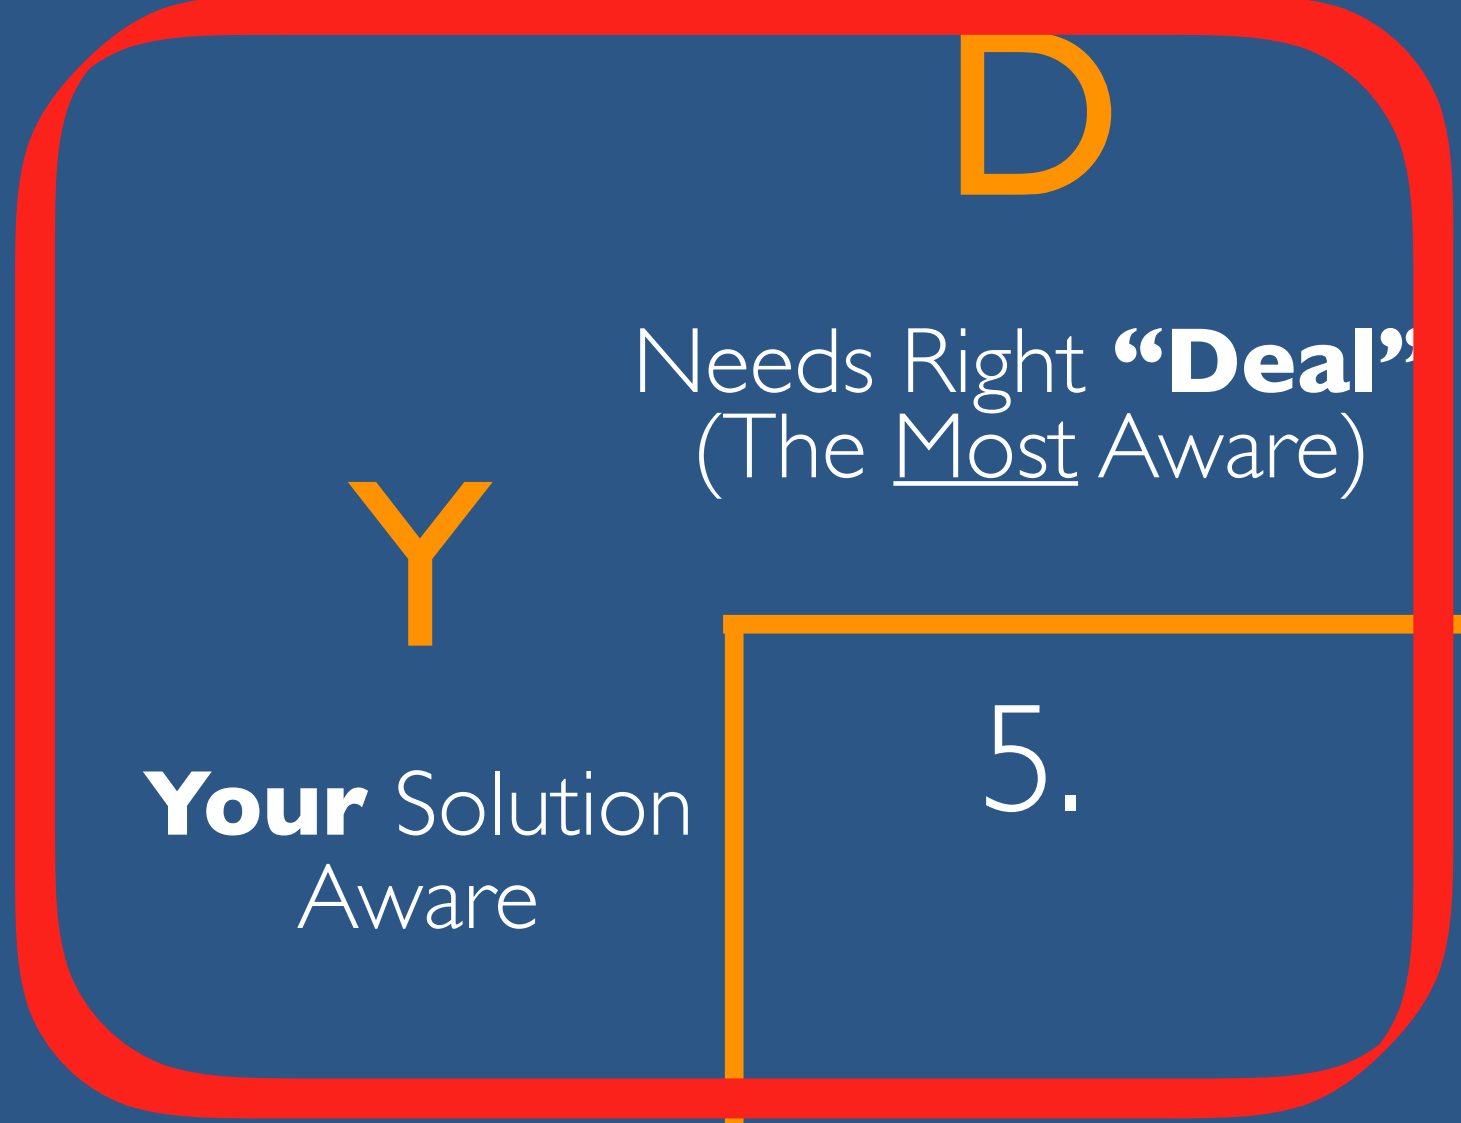 D
Needs Right “Deal”
(The Most Aware)
Y
Your Solution
Aware
5.